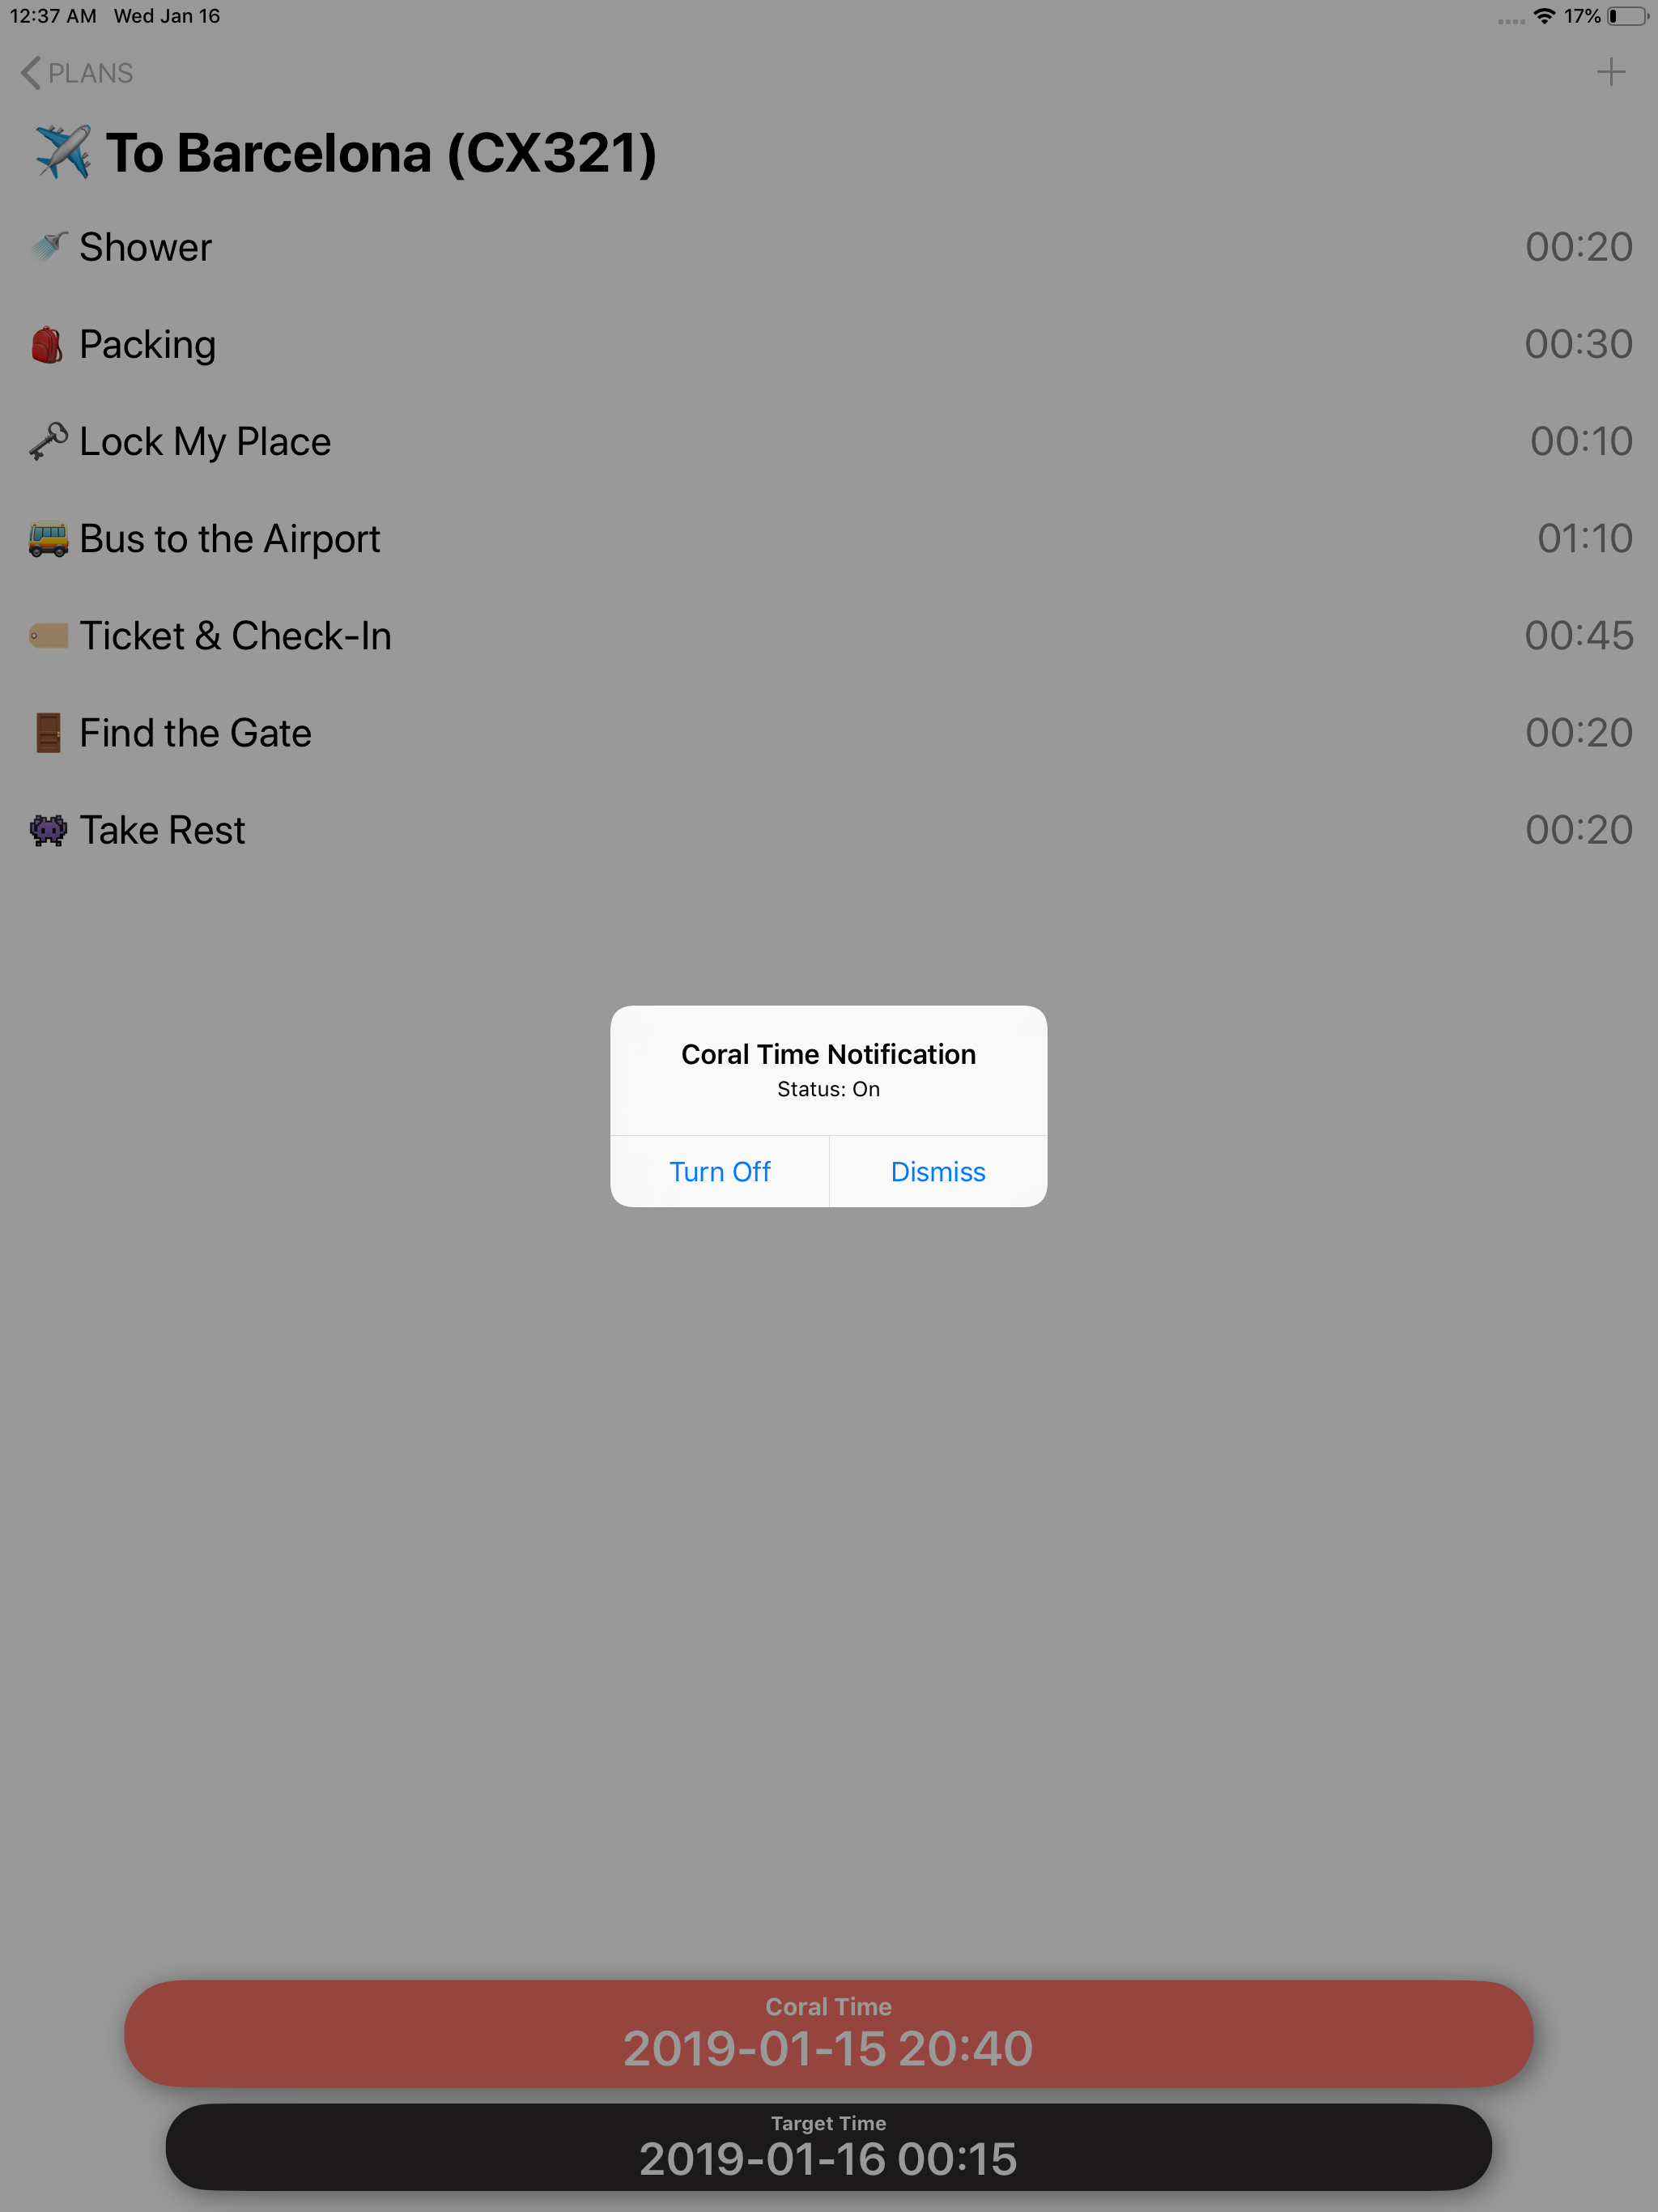 12:37 AM Wed Jan 16 17%
PLANS
✈️ To Barcelona (CX321)
🚿 Shower 00:20
🎒 Packing 00:30
🗝 Lock My Place 00:10
🚌 Bus to the Airport 01:10
🏷 Ticket & Check-In 00:45
🚪 Find the Gate 00:20
👾 Take Rest 00:20
Coral Time Notification
Status: On
Turn Off Dismiss
Coral Time
2019-01-15 20:40
Target Time
2019-01-16 00:15